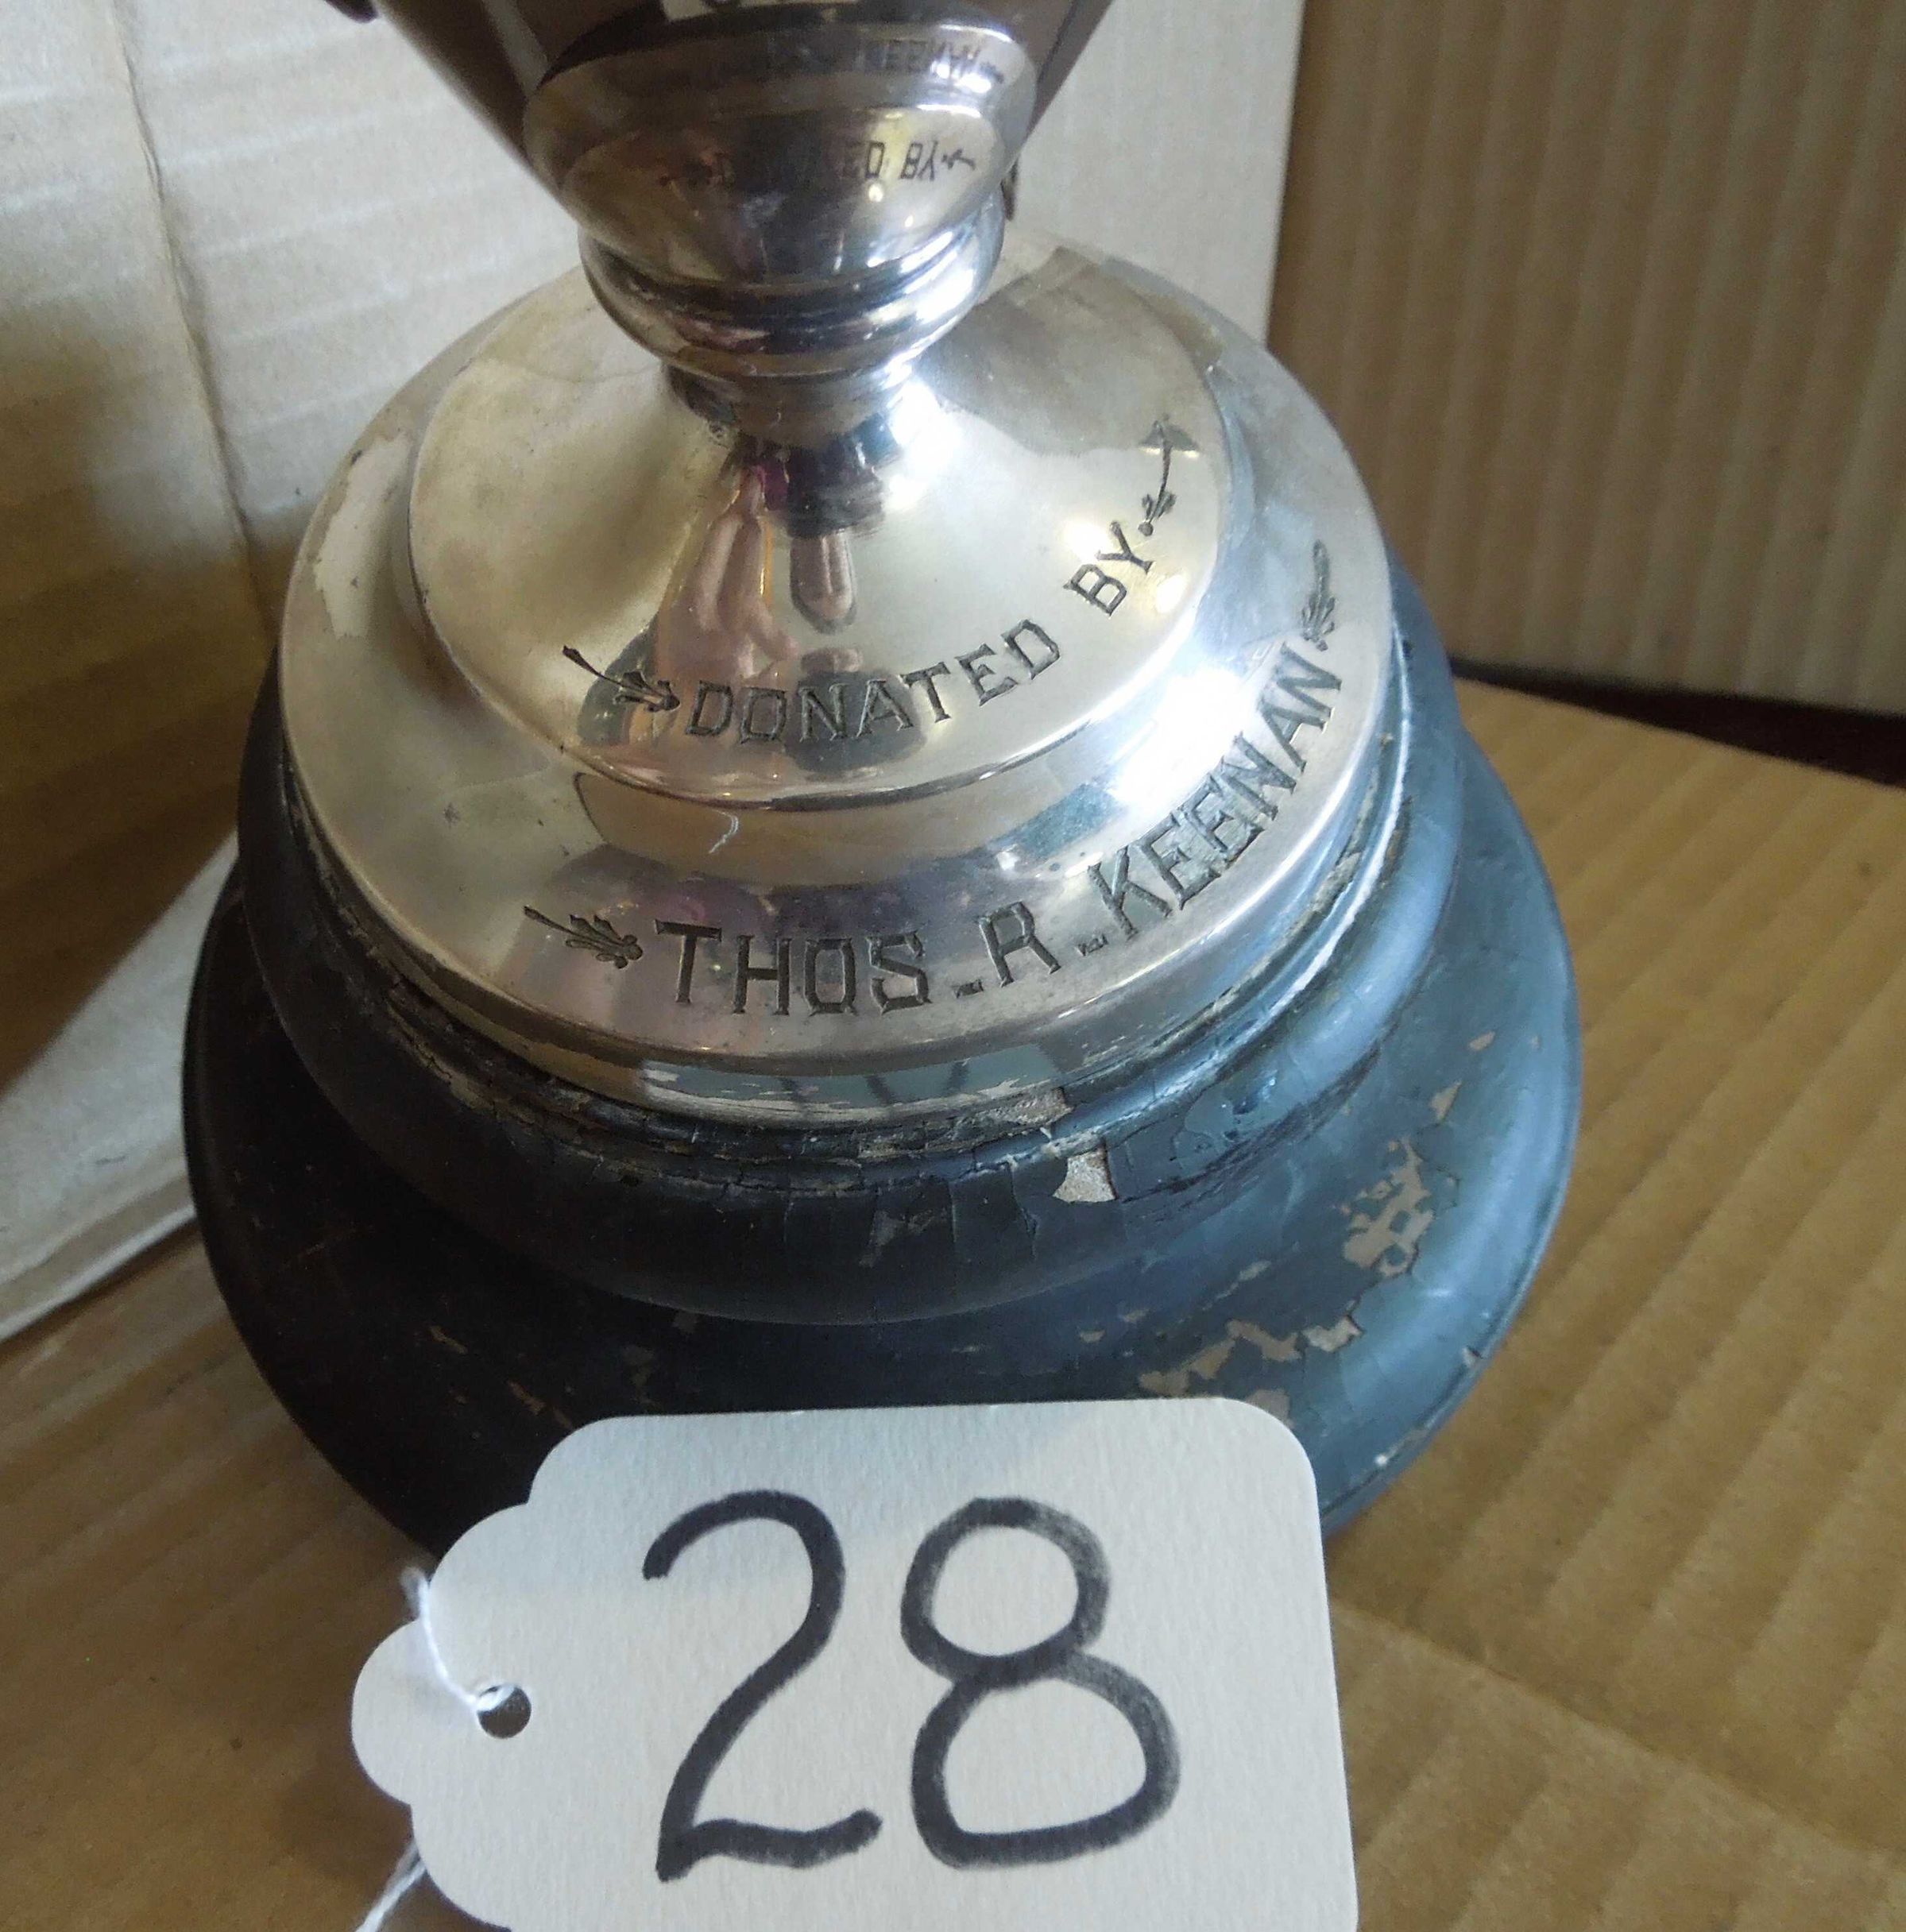 DONATED BY
THOS. R. KEENAN
28